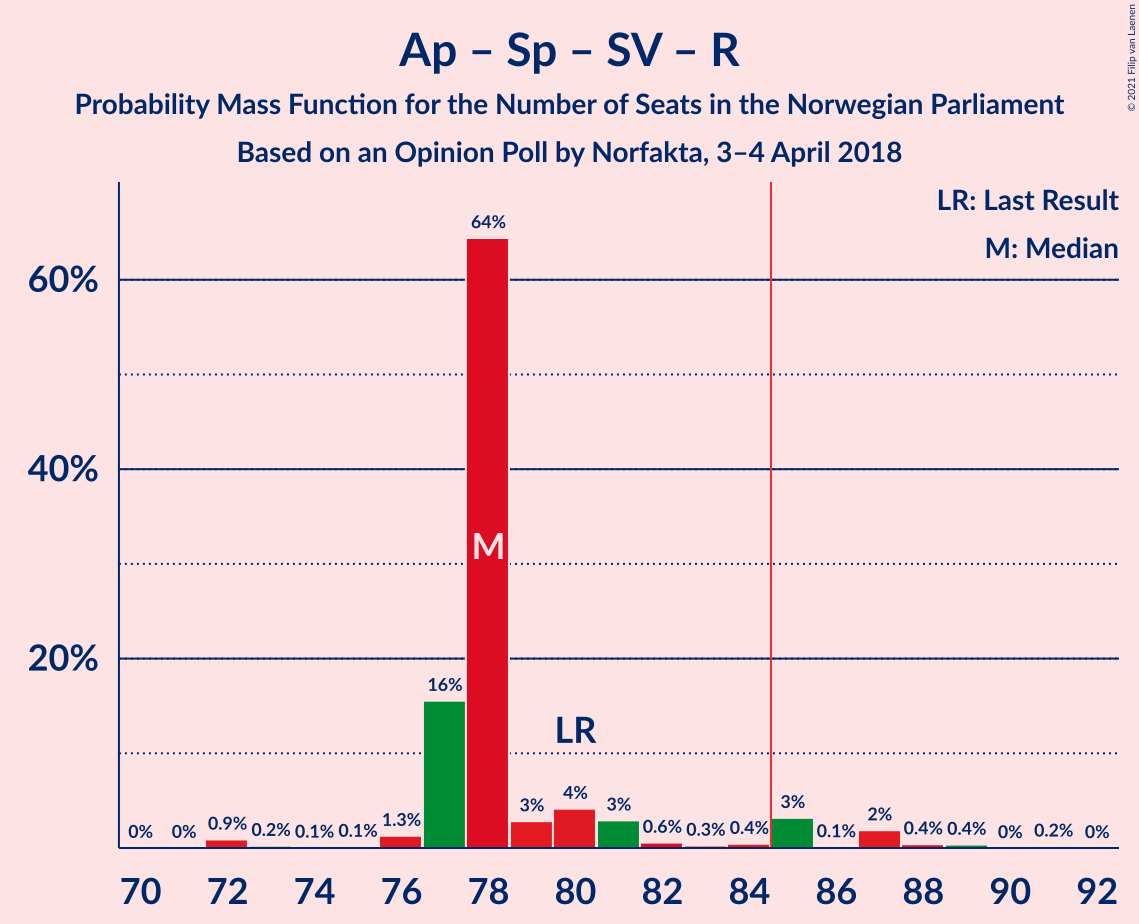 © 2021 Filip van Laenen
Ap – Sp – SV – R
Probability Mass Function for the Number of Seats in the Norwegian Parliament
Based on an Opinion Poll by Norfakta, 3–4 April 2018
LR: Last Result
M: Median
60%
40%
20%
0% 0% 0.9% 0.2% 0.1% 0.1% 1.3% 16% 64% 3% 4% 3% 0.6% 0.3% 0.4% 3% 0.1% 2% 0.4% 0.4% 0% 0.2% 0%
M
LR
70 72 74 76 78 80 82 84 86 88 90 92